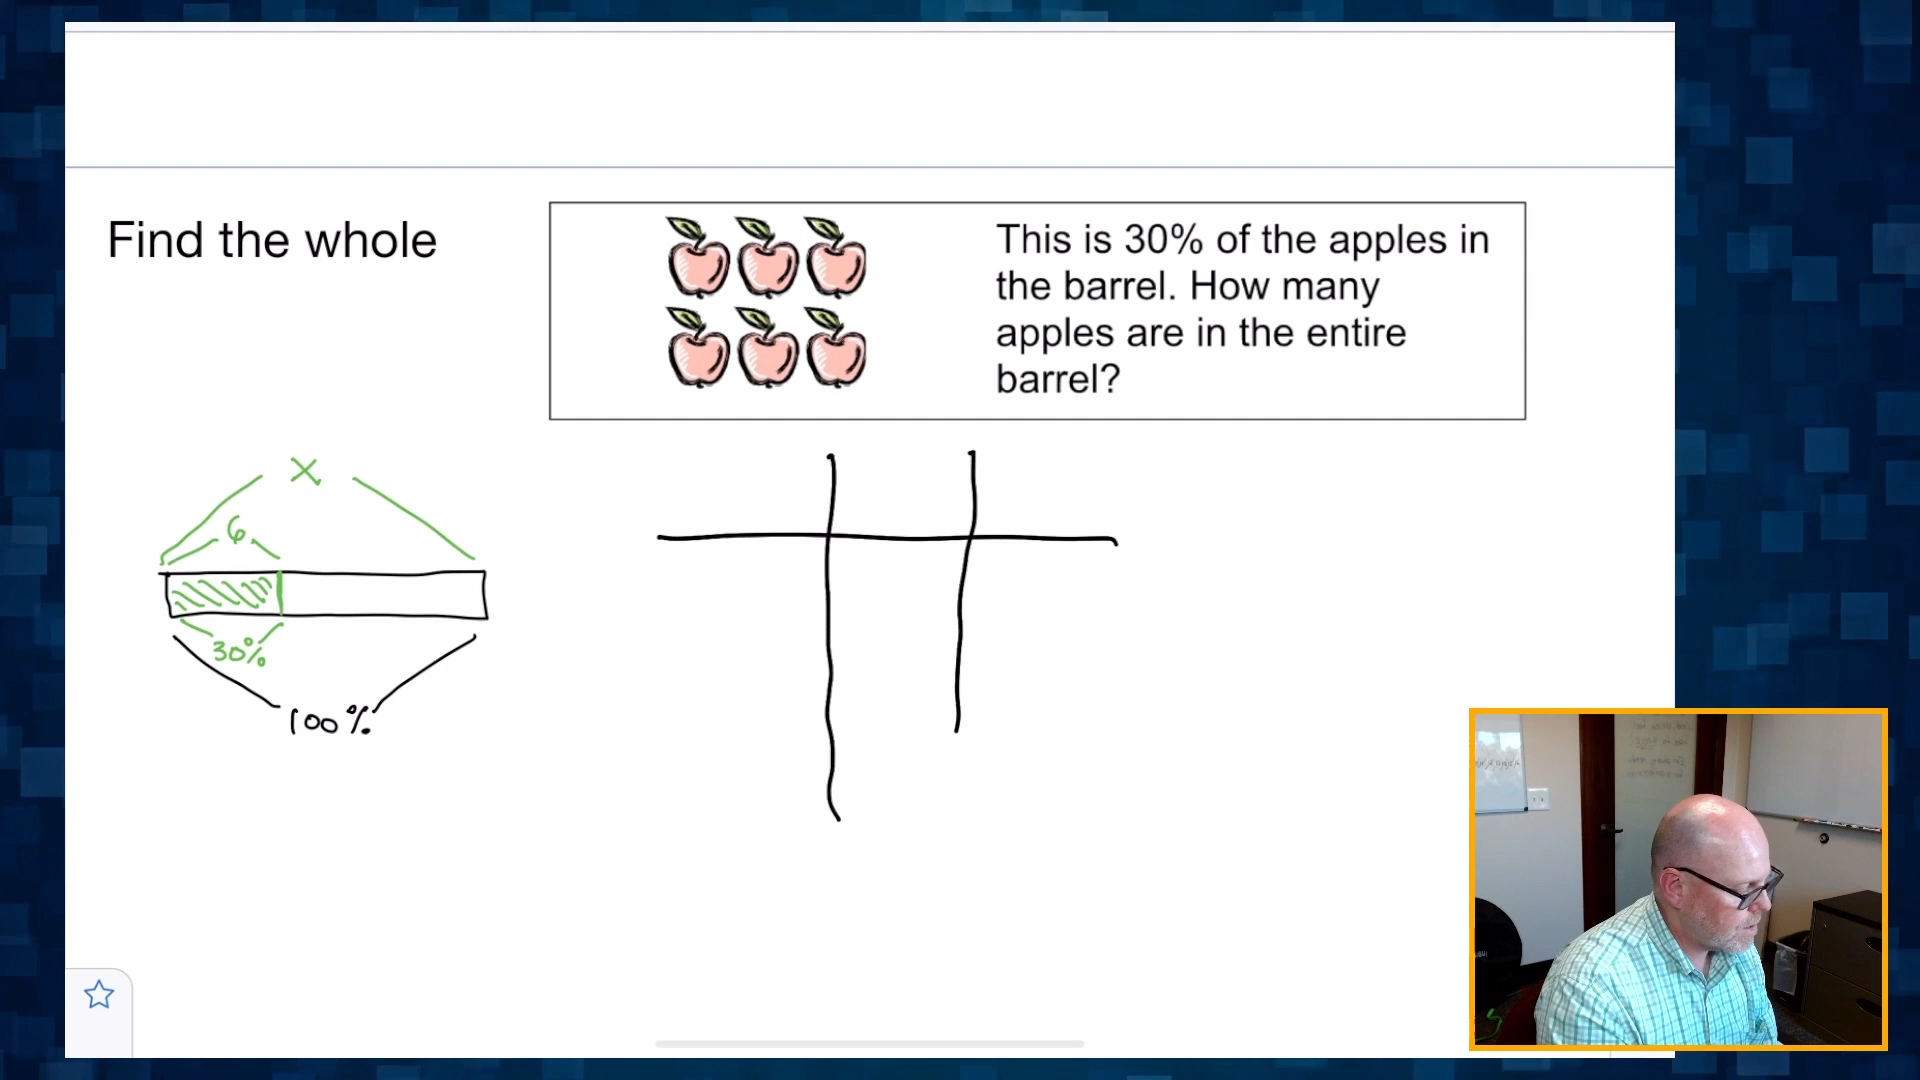 Find the whole
This is 30% of the apples in
the barrel. How many
apples are in the entire
barrel?
X
6
30%
100%